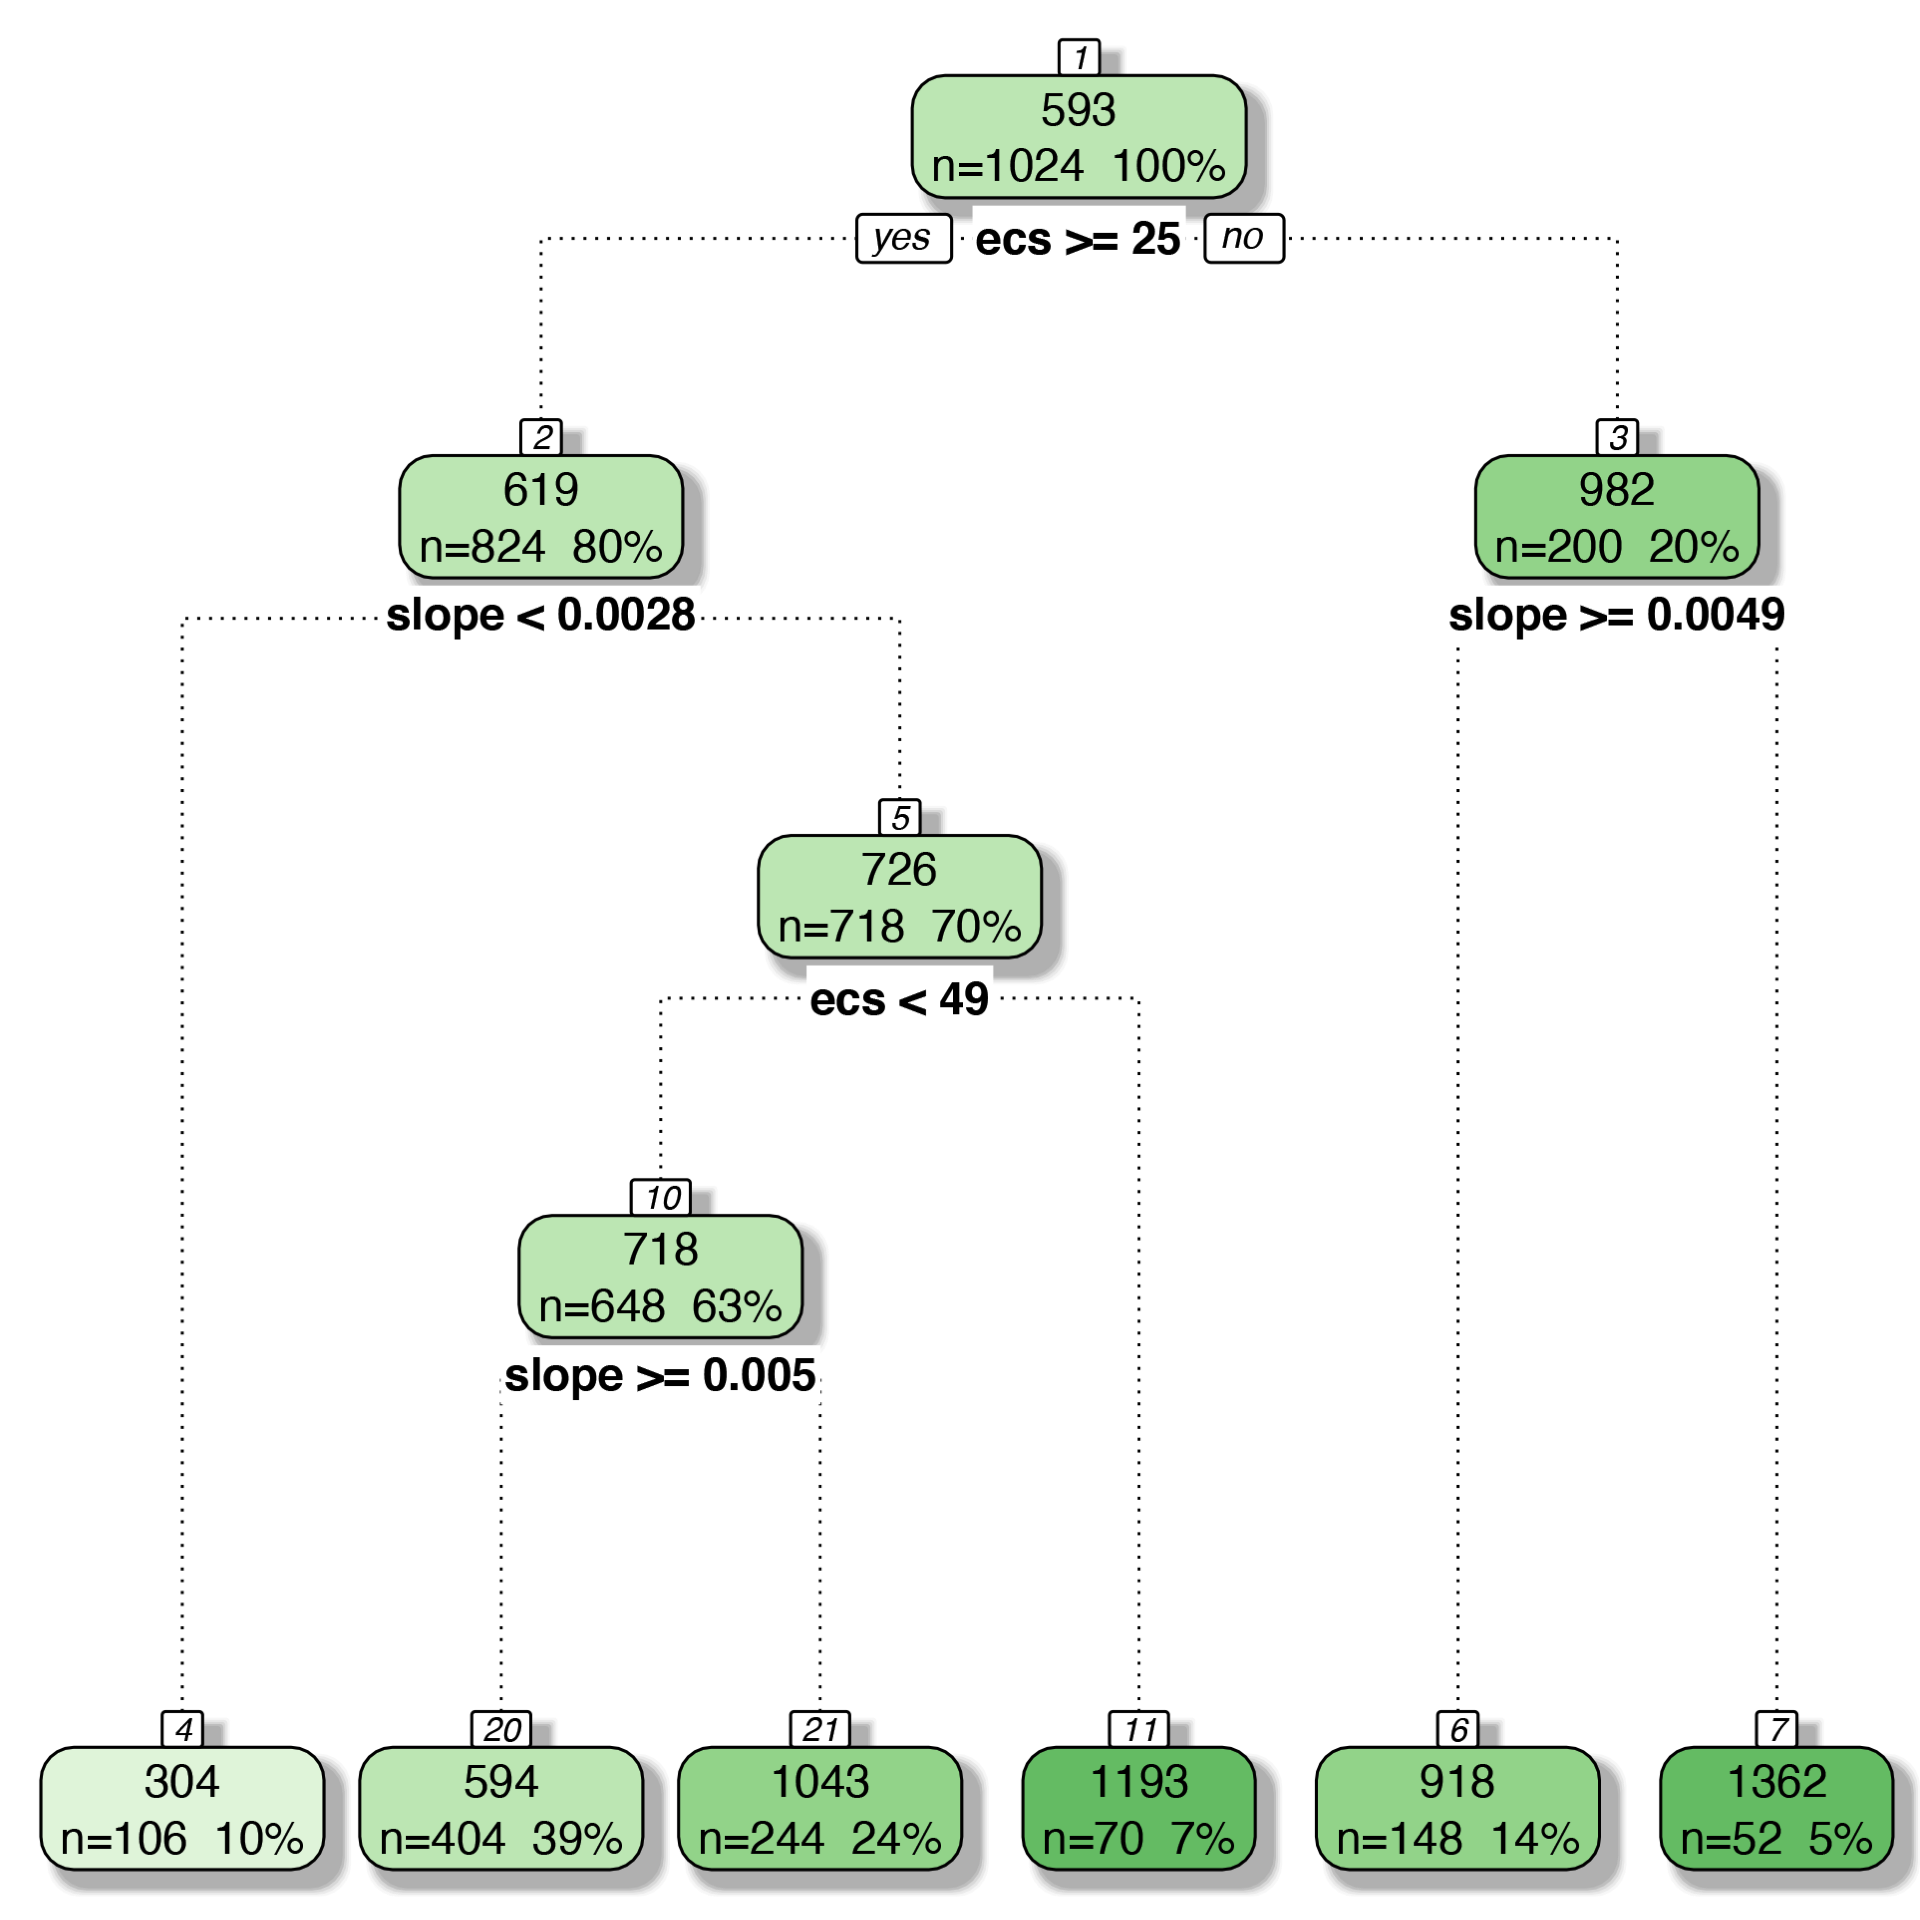 1
593
n=1024 100%
yes ecs >= 25 no
2
619
n=824 80%
slope < 0.0028
3
982
n=200 20%
slope >= 0.0049
5
726
n=718 70%
ecs < 49
10
718
n=648 63%
slope >= 0.005
4
304
n=106 10%
20
594
n=404 39%
21
1043
n=244 24%
11
1193
n=70 7%
6
918
n=148 14%
7
1362
n=52 5%